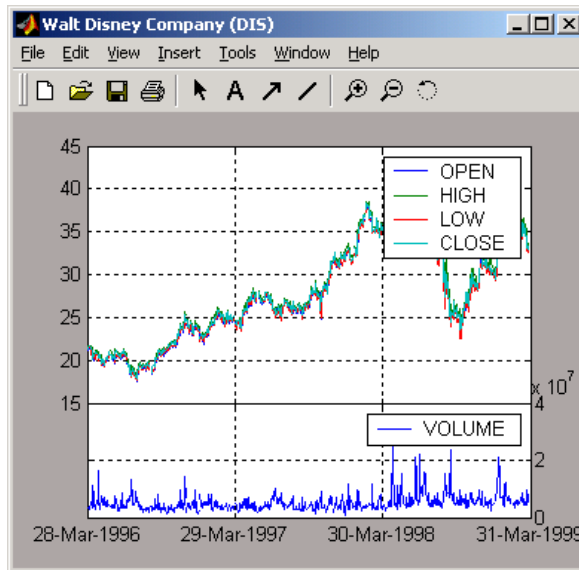 Walt Disney Company (DIS)
File Edit View Insert Tools Window Help
A
45
40
35
30
25
20
15
OPEN
HIGH
LOW
CLOSE
x 10^7
4
2
0
VOLUME
28-Mar-1996 29-Mar-1997 30-Mar-1998 31-Mar-1999